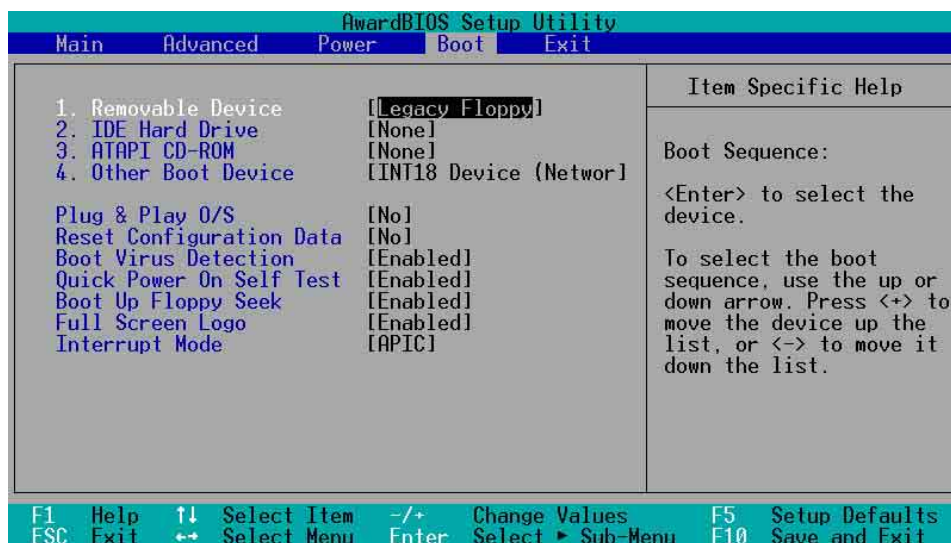 AwardBIOS Setup Utility
Main Advanced Power Boot Exit
1. Removable Device [Legacy Floppy]
2. IDE Hard Drive [None]
3. ATAPI CD-ROM [None]
4. Other Boot Device [INT18 Device (Networ]
Plug & Play O/S [No]
Reset Configuration Data [No]
Boot Virus Detection [Enabled]
Quick Power On Self Test [Enabled]
Boot Up Floppy Seek [Enabled]
Full Screen Logo [Enabled]
Interrupt Mode [APIC]
Item Specific Help
Boot Sequence:
<Enter> to select the
device.
To select the boot
sequence, use the up or
down arrow. Press <+> to
move the device up the
list, or <-> to move it
down the list.
F1 Help ↑↓ Select Item -/+ Change Values F5 Setup Defaults
ESC Exit ←→ Select Menu Enter Select ► Sub-Menu F10 Save and Exit